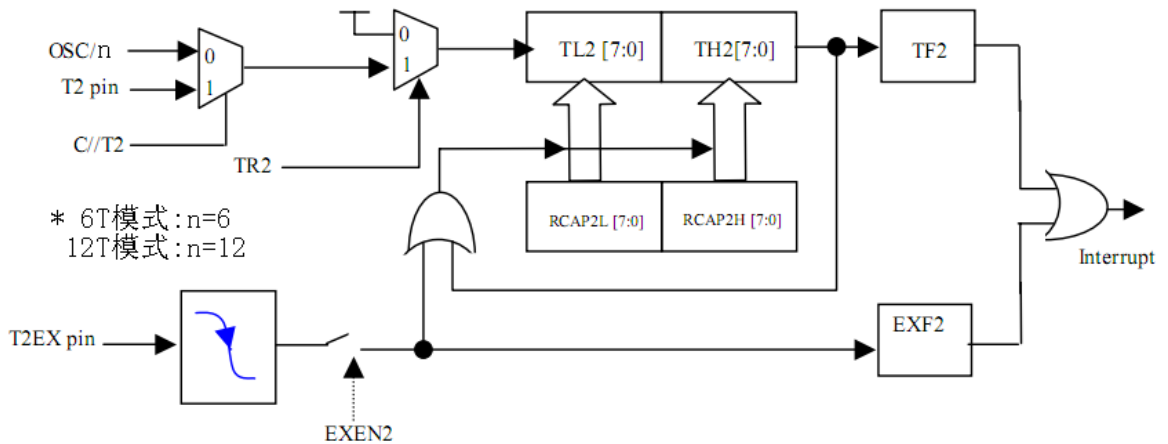 OSC/n
0
1
T2 pin
C//T2
0
1
TR2
TL2 [7:0]
TH2[7:0]
TF2
RCAP2L [7:0]
RCAP2H [7:0]
* 6T模式:n=6
12T模式:n=12
Interrupt
T2EX pin
EXEN2
EXF2